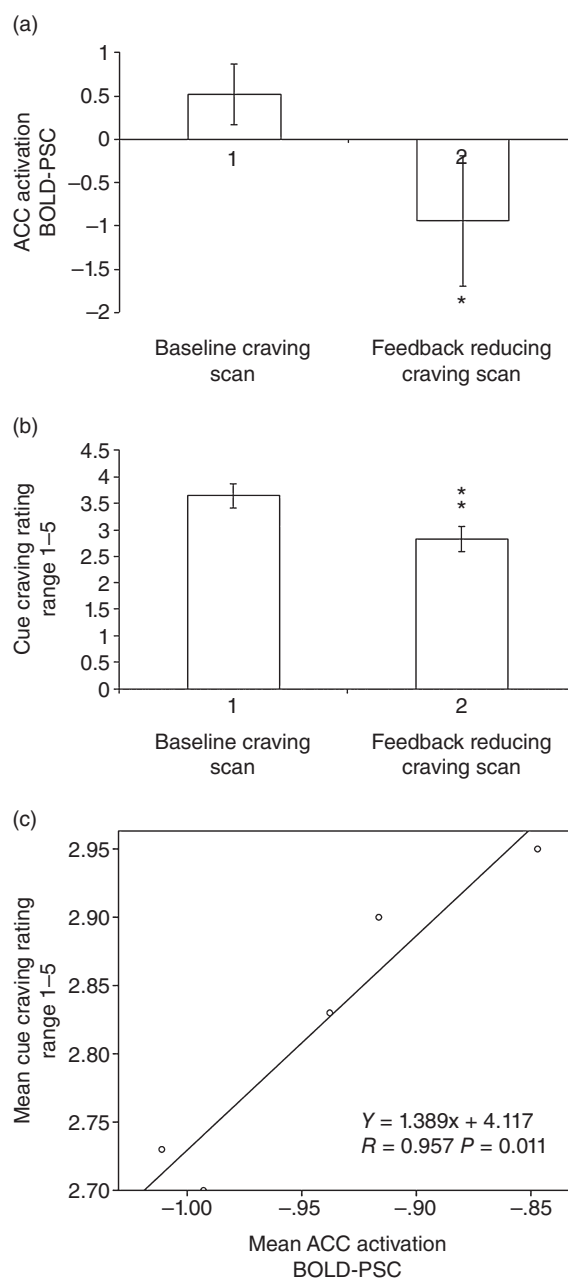 (a)
1
0.5
0
−0.5
−1
−1.5
−2
ACC activation
BOLD-PSC
1
2
*
Baseline craving
scan
Feedback reducing
craving scan
(b)
4.5
4
3.5
3
2.5
2
1.5
1
0.5
0
Cue craving rating
range 1–5
*
*
1
2
Baseline craving
scan
Feedback reducing
craving scan
(c)
2.95
2.90
2.85
2.80
2.75
2.70
Mean cue craving rating
range 1–5
Y = 1.389x + 4.117
R = 0.957 P = 0.011
−1.00
−.95
−.90
−.85
Mean ACC activation
BOLD-PSC